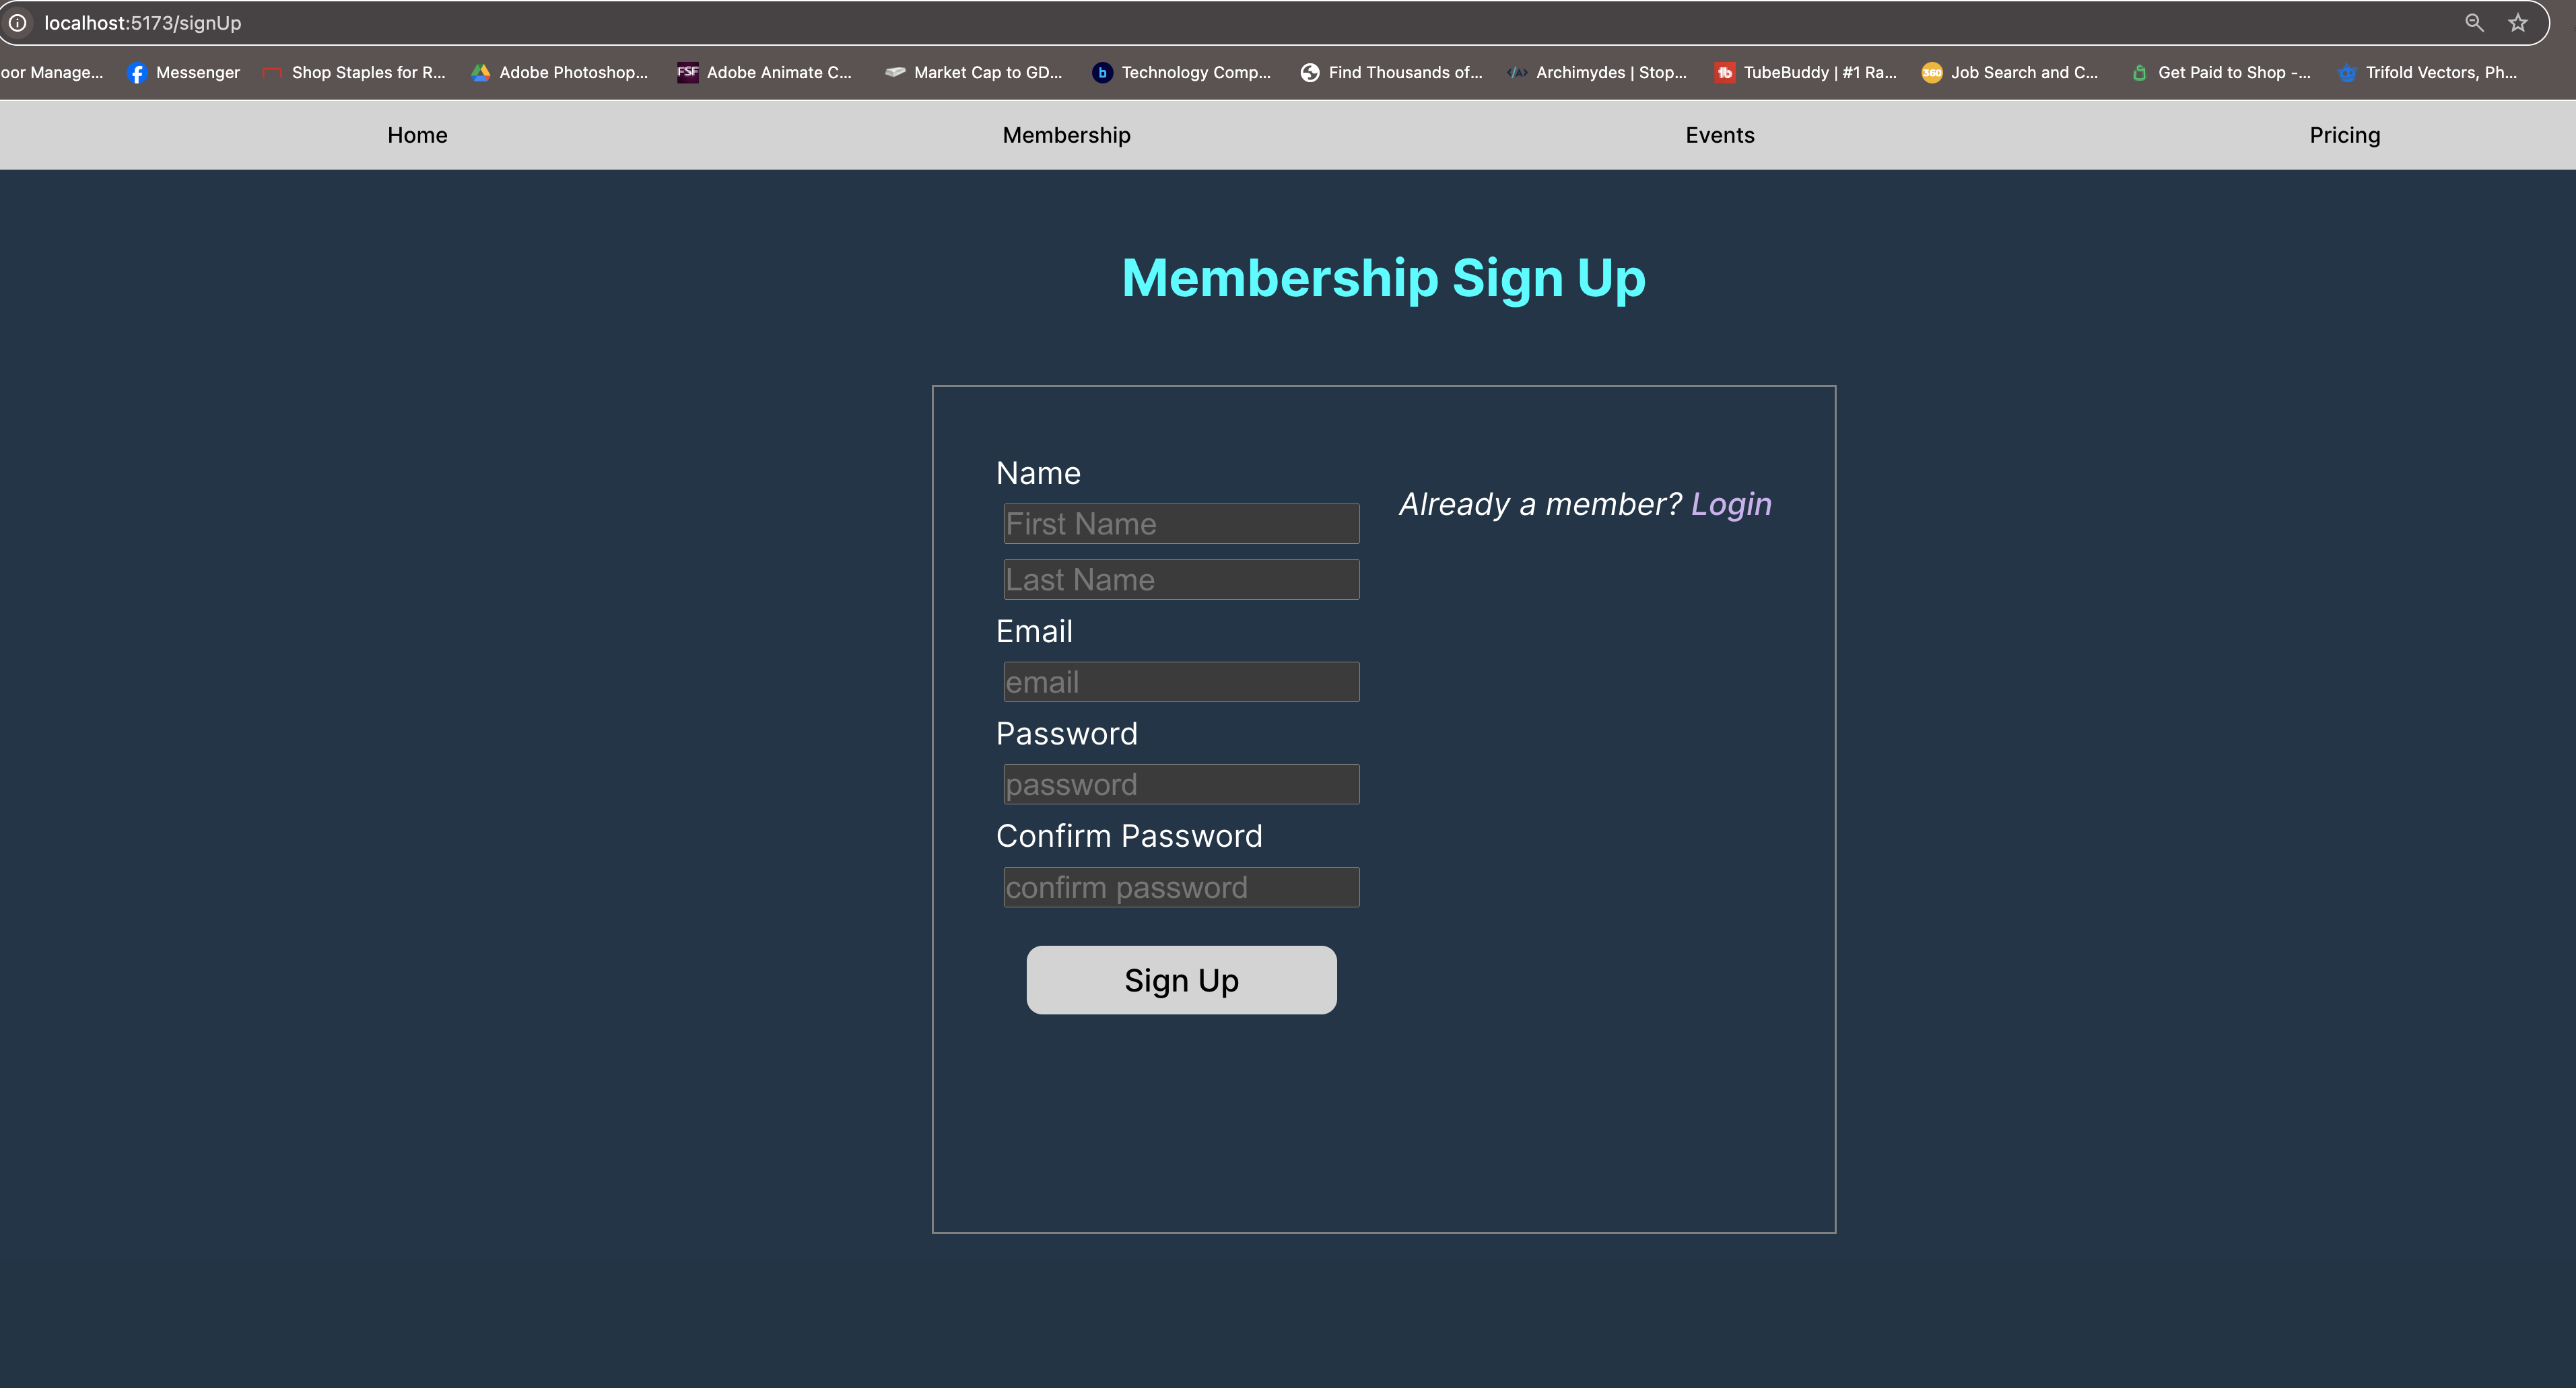 localhost:5173/signUp
oor Manage... Messenger Shop Staples for R... Adobe Photoshop... FSF Adobe Animate C... Market Cap to GD... b Technology Comp... Find Thousands of... </A> Archimydes | Stop... tb TubeBuddy | #1 Ra... 360 Job Search and C... Get Paid to Shop -... Trifold Vectors, Ph...
Home Membership Events Pricing
Membership Sign Up
Name
Already a member? Login
First Name
Last Name
Email
email
Password
password
Confirm Password
confirm password
Sign Up